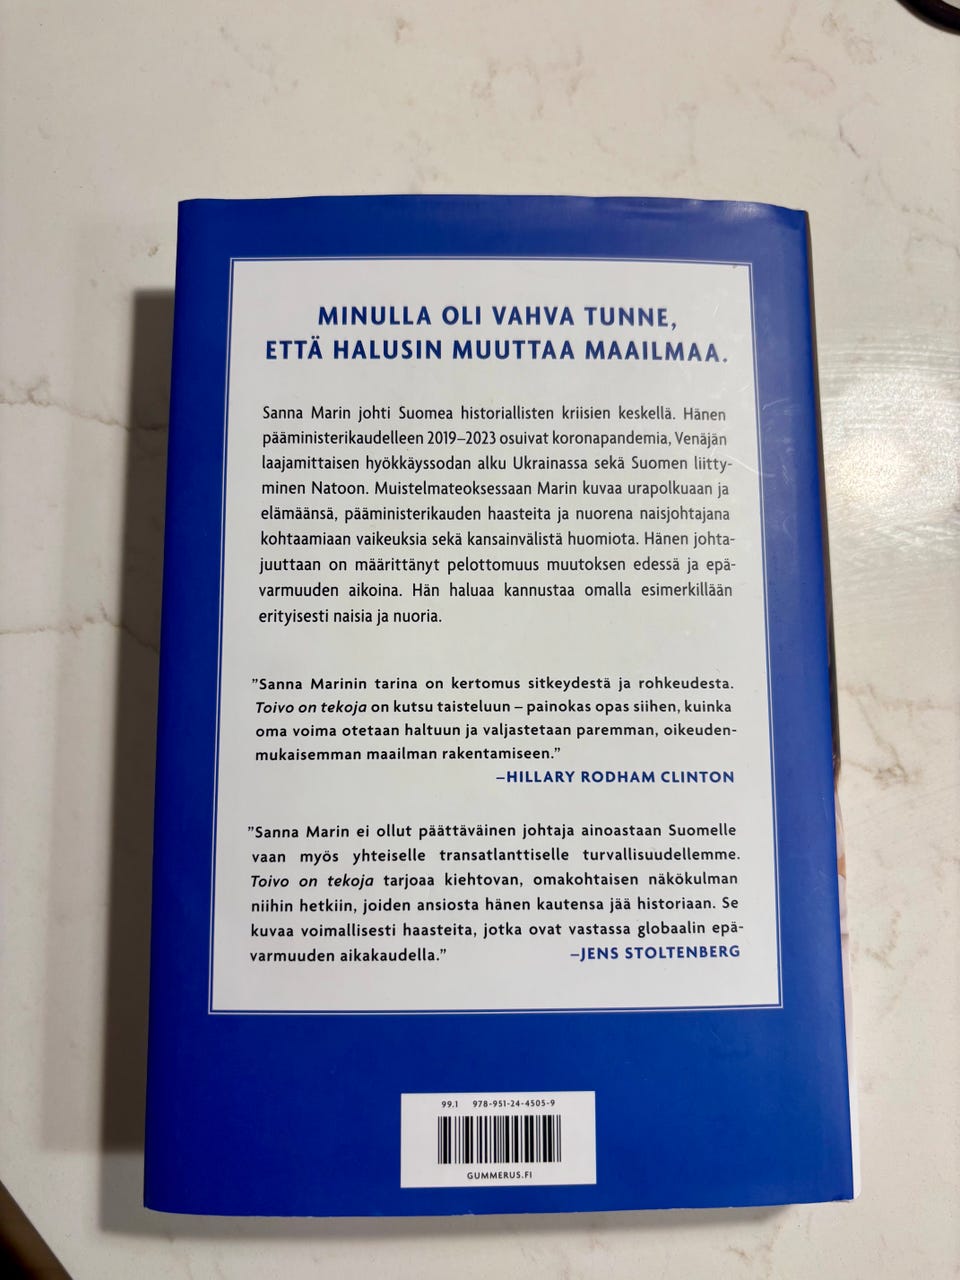 MINULLA OLI VAHVA TUNNE,
ETTÄ HALUSIN MUUTTAA MAAILMAA.
Sanna Marin johti Suomea historiallisten kriisien keskellä. Hänen
pääministerikaudelleen 2019–2023 osuivat koronapandemia, Venäjän
laajamittaisen hyökkäyssodan alku Ukrainassa sekä Suomen liitty-
minen Natoon. Muistelmateoksessaan Marin kuvaa urapolkuaan ja
elämäänsä, pääministerikauden haasteita ja nuorena naisjohtajana
kohtaamiaan vaikeuksia sekä kansainvälistä huomiota. Hänen johta-
juuttaan on määrittänyt pelottomuus muutoksen edessä ja epä-
varmuuden aikoina. Hän haluaa kannustaa omalla esimerkillään
erityisesti naisia ja nuoria.
”Sanna Marinin tarina on kertomus sitkeydestä ja rohkeudesta.
Toivo on tekoja on kutsu taisteluun – painokas opas siihen, kuinka
oma voima otetaan haltuun ja valjastetaan paremman, oikeuden-
mukaisemman maailman rakentamiseen.”
–HILLARY RODHAM CLINTON
”Sanna Marin ei ollut päättäväinen johtaja ainoastaan Suomelle
vaan myös yhteiselle transatlanttiselle turvallisuudellemme.
Toivo on tekoja tarjoaa kiehtovan, omakohtaisen näkökulman
niihin hetkiin, joiden ansiosta hänen kautensa jää historiaan. Se
kuvaa voimallisesti haasteita, jotka ovat vastassa globaalin epä-
varmuuden aikakaudella.” –JENS STOLTENBERG
99.1 978-951-24-4505-9
GUMMERUS.FI